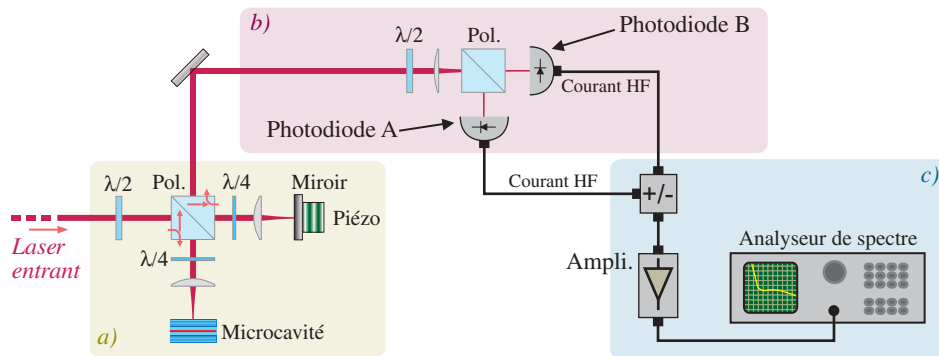 b)
λ/2
Pol.
Photodiode B
Courant HF
Photodiode A
Courant HF
c)
+/-
λ/2
Pol.
λ/4
Miroir
Piézo
Laser
entrant
λ/4
Microcavité
a)
Ampli.
Analyseur de spectre